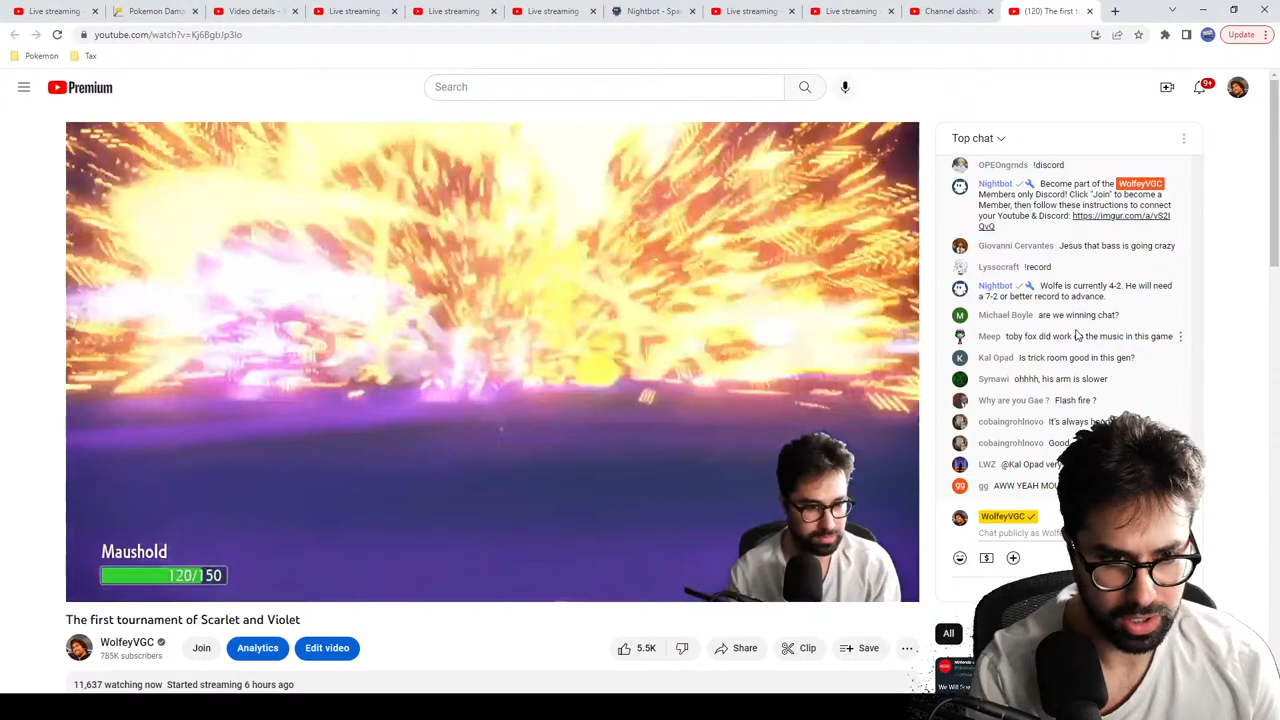 Live streaming -
Pokemon Dama
Video details -
Live streaming
Live streaming
Live streaming
Nightbot - Spa
Live streaming
Live streaming
Channel dashb
(120) The first t
youtube.com/watch?v=Kj6BgbJp3Io
Update
Pokemon
Tax
Premium
Search
9+
Top chat
OPEOngrnds !discord
Nightbot Become part of the WolfeyVGC
Members only Discord! Click "Join" to become a
Member, then follow these instructions to connect
your Youtube & Discord: https://imgur.com/a/vS2I
QvQ
Giovanni Cervantes Jesus that bass is going crazy
Lyssocraft !record
Nightbot Wolfe is currently 4-2. He will need
a 7-2 or better record to advance.
Michael Boyle are we winning chat?
M
Meep toby fox did work the music in this game
K
Kal Opad Is trick room good in this gen?
Symawi ohhhh, his arm is slower
Why are you Gae ? Flash fire ?
cobaingrohlnovo It's always
cobaingrohlnovo Good
LWZ @Kal Opad very
gg
gg AWW YEAH MOU
WolfeyVGC
Chat publicly as Wolfe
Maushold
120/150
The first tournament of Scarlet and Violet
WolfeyVGC
785K subscribers
Join
Analytics
Edit video
5.5K
Share
Clip
Save
All
11,637 watching now Started streaming 6 hours ago